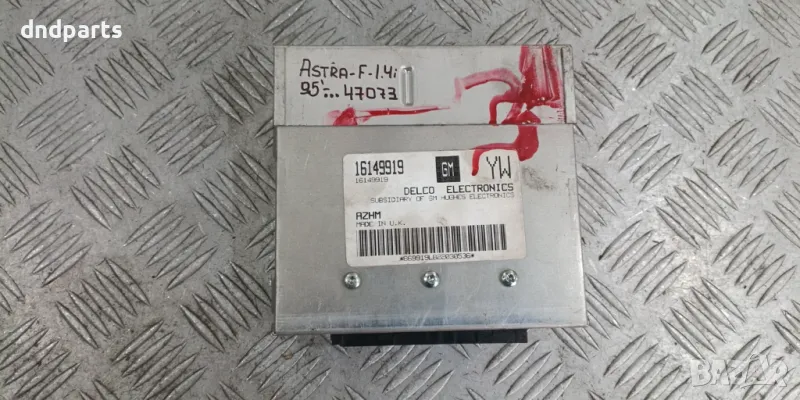 dndparts
ASTRA-F-1.4i
95'... 47073
16149919
16149919
GM
YW
DELCO ELECTRONICS
SUBSIDIARY OF GM HUGHES ELECTRONICS
AZHM
MADE IN U.K.
BAZAR